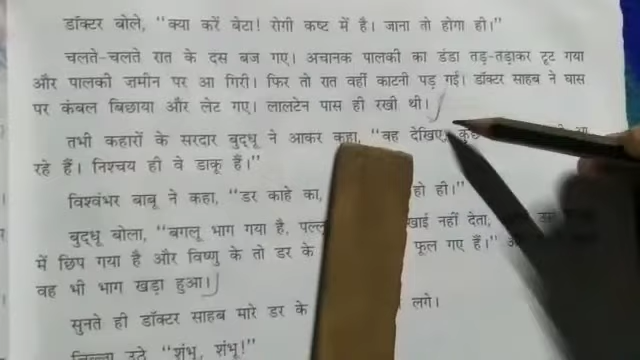 डॉक्टर बोले, “क्या करें बेटा! रोगी कष्ट में है। जाना तो होगा ही।”
चलते-चलते रात के दस बज गए। अचानक पालकी का डंडा तड़-तड़ाकर टूट गया
और पालकी ज़मीन पर आ गिरी। फिर तो रात वहीं काटनी पड़ गई। डॉक्टर साहब ने घास
पर कंबल बिछाया और लेट गए। लालटेन पास ही रखी थी।
तभी कहारों के सरदार बुद्धू ने आकर कहा, “वह देखिए, कुछ
रहे हैं। निश्चय ही वे डाकू हैं।”
विश्वंभर बाबू ने कहा, “डर काहे का, हो ही।”
बुद्धू बोला, “बगलू भाग गया है, नहीं देता,
में छिप गया है और विष्णु के तो डर के फूल गए हैं।”
वह भी भाग खड़ा हुआ।
सुनते ही डॉक्टर साहब मारे डर के लगे।
“शंभु, शंभु!”